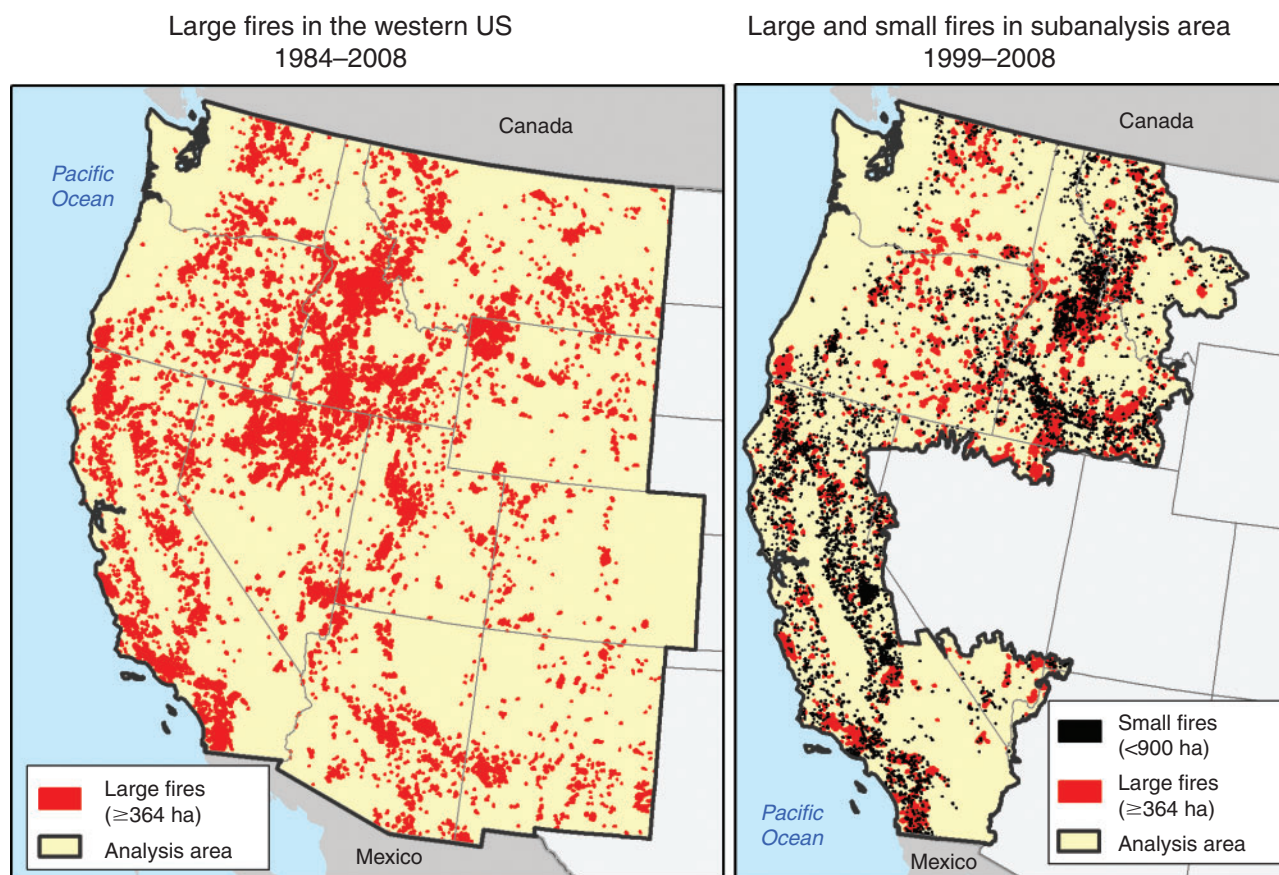 Large fires in the western US
1984–2008
Canada
Pacific
Ocean
Large fires
(≥364 ha)
Analysis area
Mexico
Large and small fires in subanalysis area
1999–2008
Canada
Small fires
(<900 ha)
Large fires
(≥364 ha)
Analysis area
Pacific
Ocean
Mexico